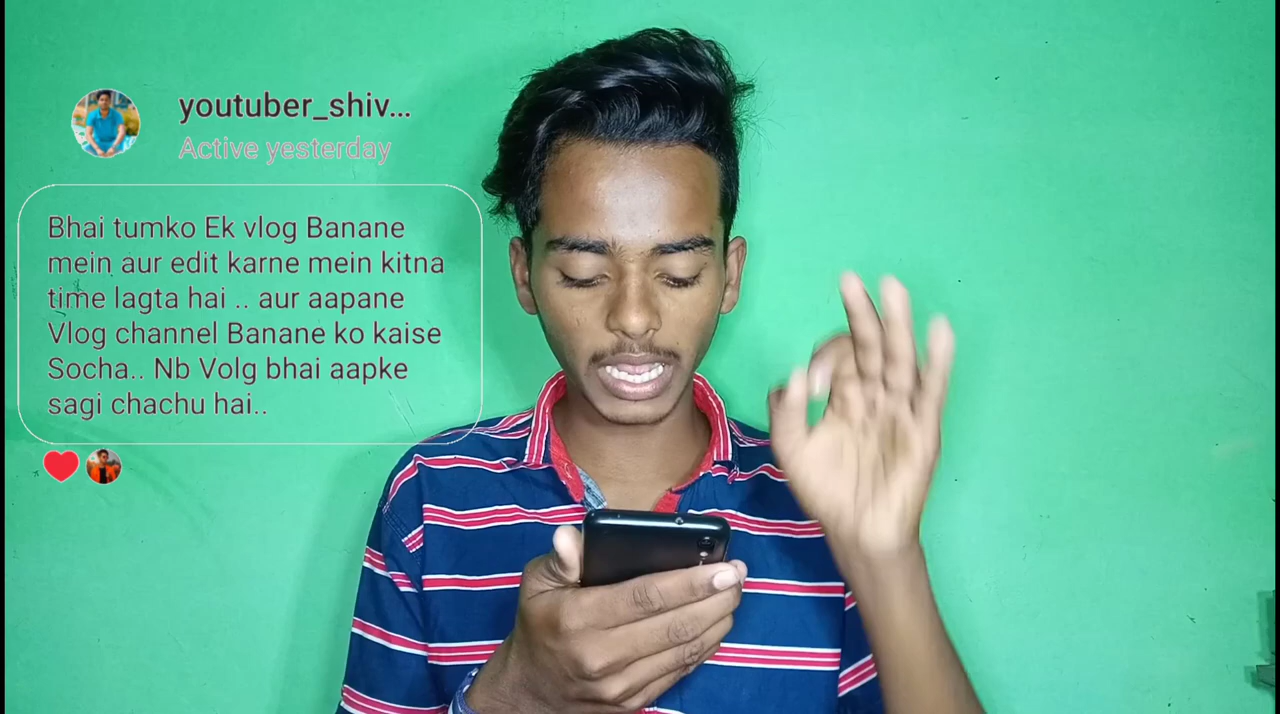 youtuber_shiv...
Active yesterday
Bhai tumko Ek vlog Banane
mein aur edit karne mein kitna
time lagta hai .. aur aapane
Vlog channel Banane ko kaise
Socha.. Nb Volg bhai aapke
sagi chachu hai..